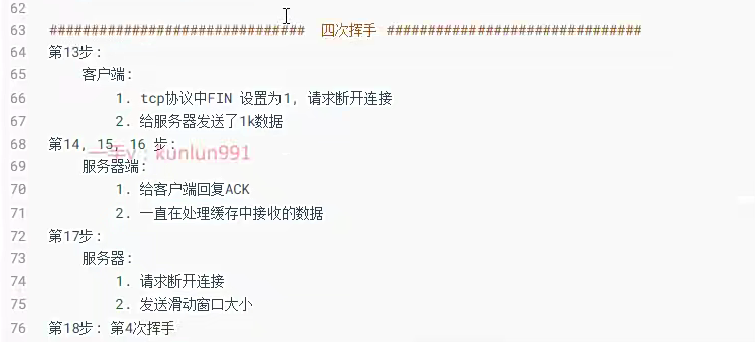 62
63 ############################## 四次挥手 ##############################
64 第13步:
65 客户端:
66 1. tcp协议中FIN 设置为1, 请求断开连接
67 2. 给服务器发送了1k数据
68 第14, 15, 16 步:
一手v:kunlun991
69 服务器端:
70 1. 给客户端回复ACK
71 2. 一直在处理缓存中接收的数据
72 第17步:
73 服务器:
74 1. 请求断开连接
75 2. 发送滑动窗口大小
76 第18步: 第4次挥手